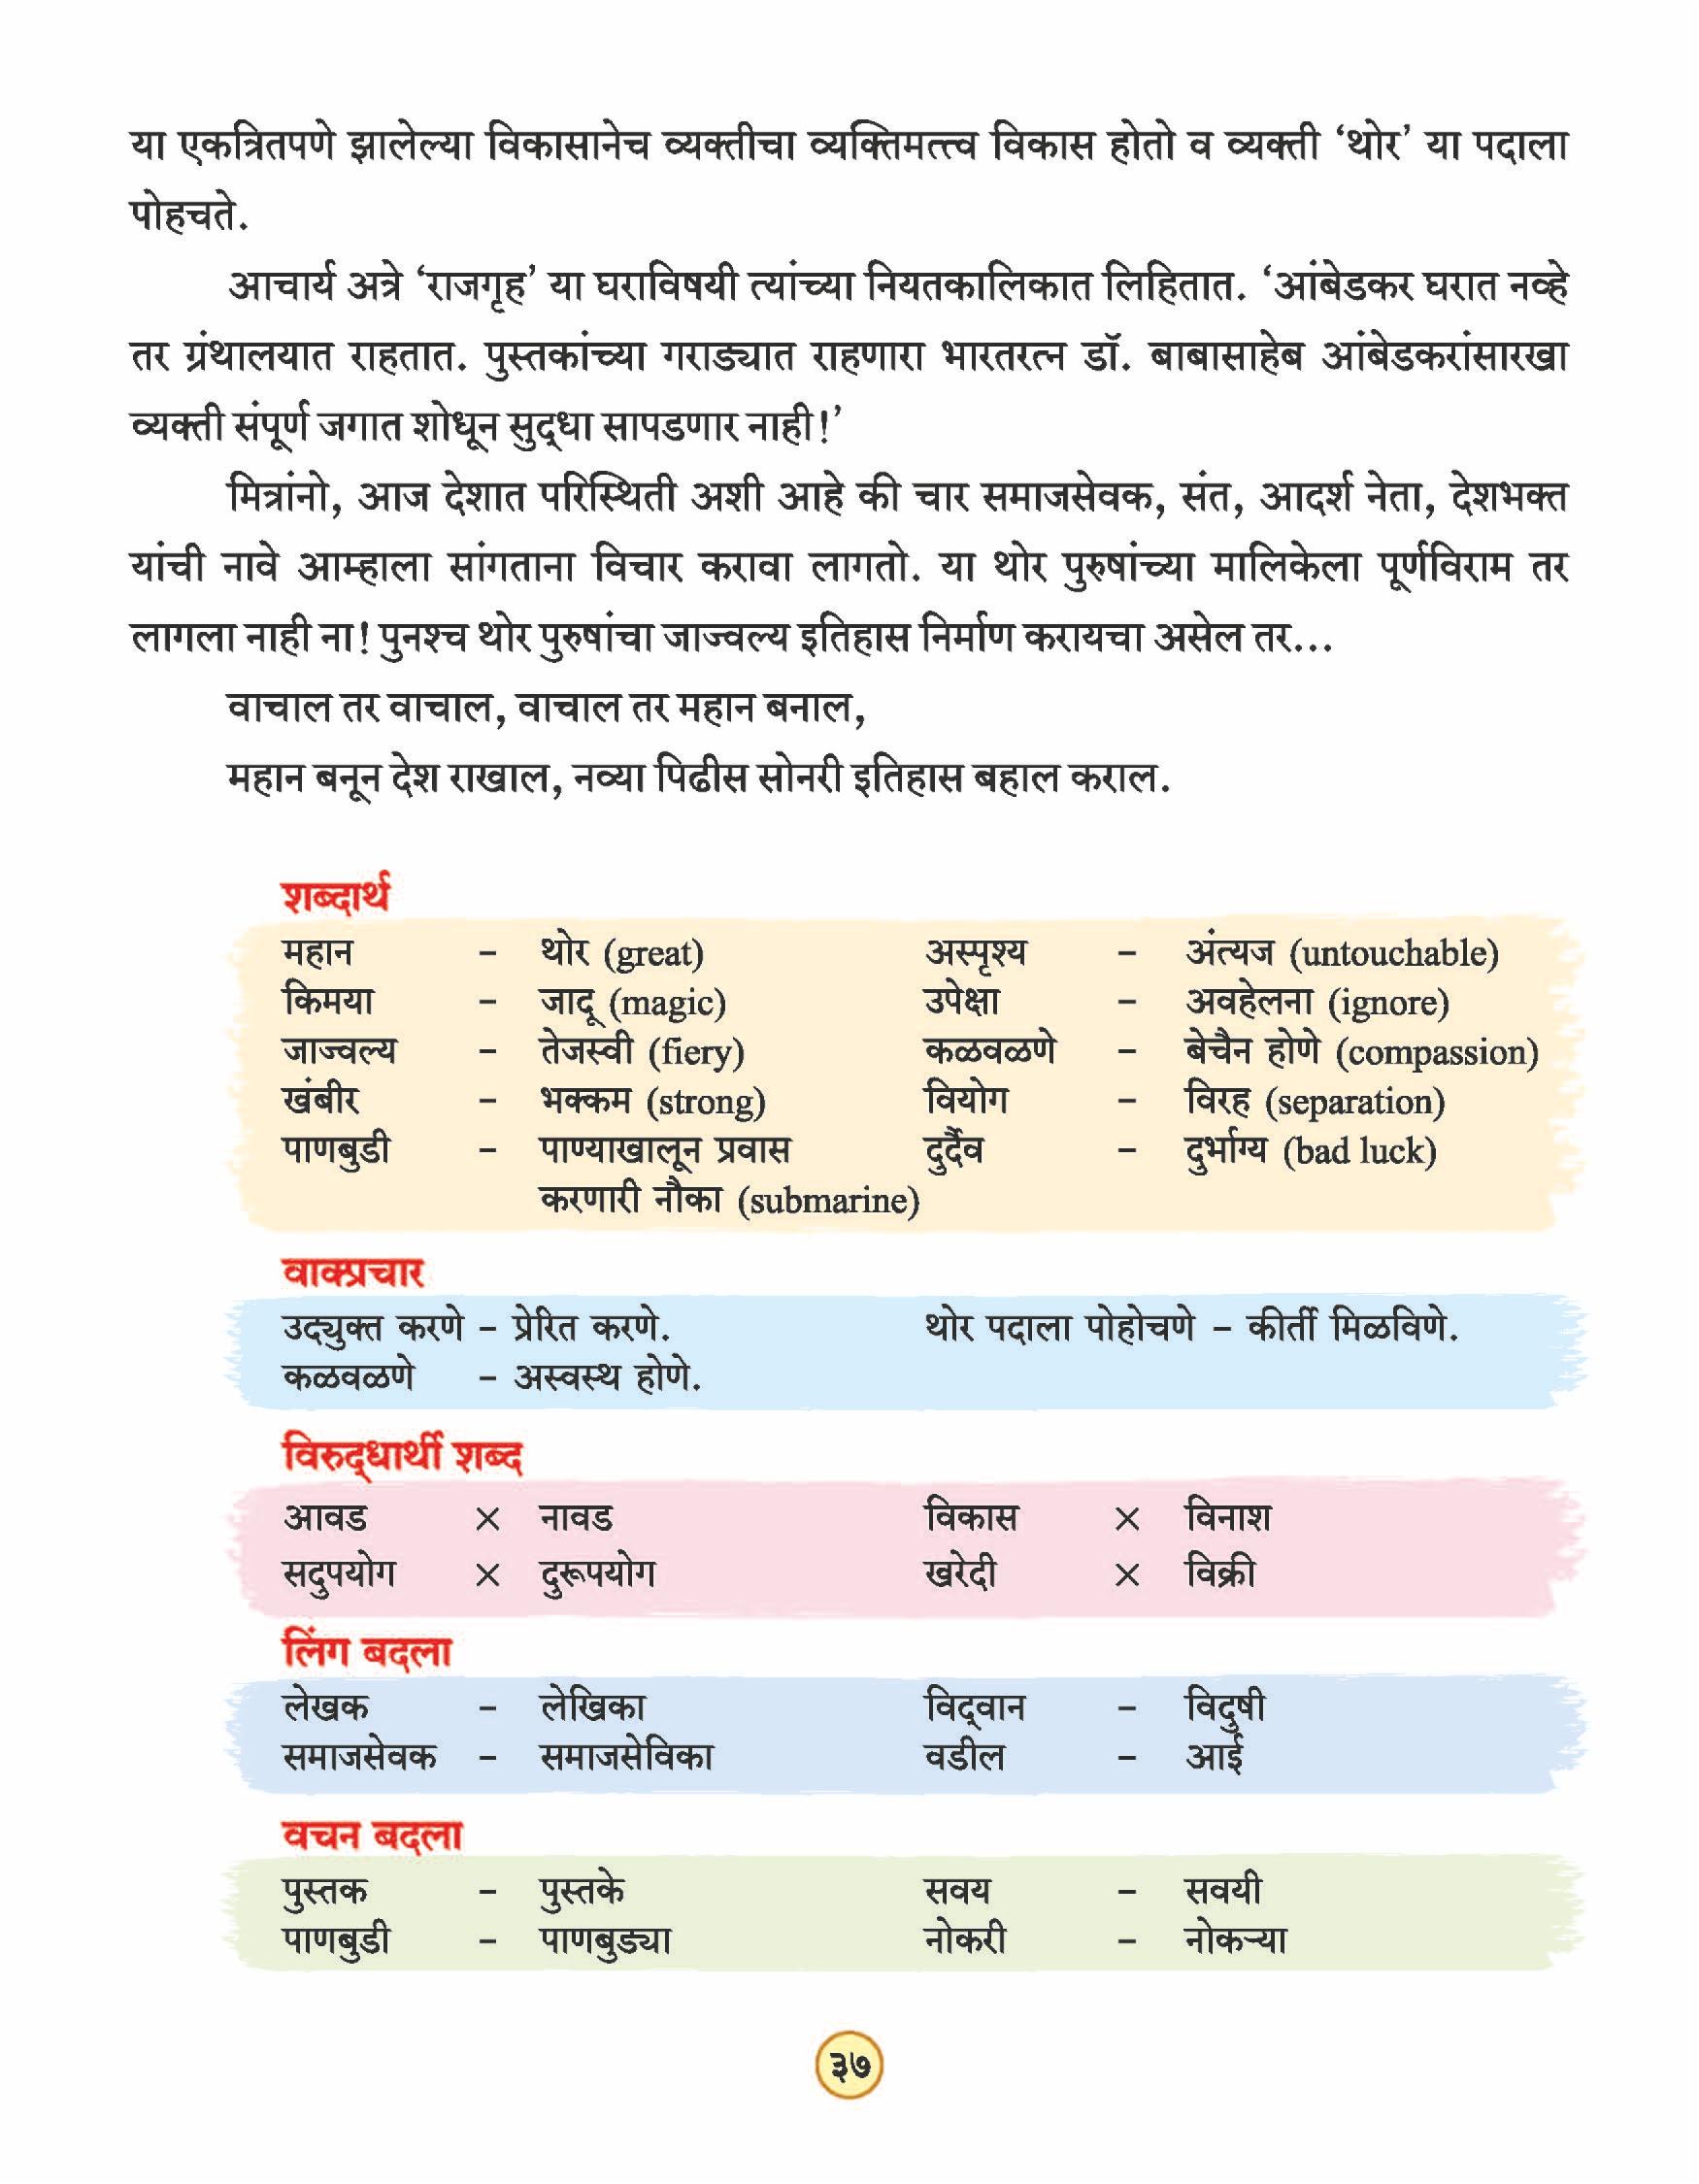 या एकत्रितपणे झालेल्या विकासानेच व्यक्तीचा व्यक्तिमत्त्व विकास होतो व व्यक्ती ‘थोर’ या पदाला
पोहचते.
आचार्य अत्रे ‘राजगृह’ या घराविषयी त्यांच्या नियतकालिकात लिहितात. ‘आंबेडकर घरात नव्हे
तर ग्रंथालयात राहतात. पुस्तकांच्या गराड्यात राहणारा भारतरत्न डॉ. बाबासाहेब आंबेडकरांसारखा
व्यक्ती संपूर्ण जगात शोधून सुद्धा सापडणार नाही!’
मित्रांनो, आज देशात परिस्थिती अशी आहे की चार समाजसेवक, संत, आदर्श नेता, देशभक्त
यांची नावे आम्हाला सांगताना विचार करावा लागतो. या थोर पुरुषांच्या मालिकेला पूर्णविराम तर
लागला नाही ना! पुनश्च थोर पुरुषांचा जाज्वल्य इतिहास निर्माण करायचा असेल तर...
वाचाल तर वाचाल, वाचाल तर महान बनाल,
महान बनून देश राखाल, नव्या पिढीस सोनरी इतिहास बहाल कराल.
शब्दार्थ
महान – थोर (great) अस्पृश्य – अंत्यज (untouchable)
किमया – जादू (magic) उपेक्षा – अवहेलना (ignore)
जाज्वल्य – तेजस्वी (fiery) कळवळणे – बेचैन होणे (compassion)
खंबीर – भक्कम (strong) वियोग – विरह (separation)
पाणबुडी – पाण्याखालून प्रवास दुर्दैव – दुर्भाग्य (bad luck)
करणारी नौका (submarine)
वाक्प्रचार
उद्युक्त करणे – प्रेरित करणे. थोर पदाला पोहोचणे – कीर्ती मिळविणे.
कळवळणे – अस्वस्थ होणे.
विरुद्धार्थी शब्द
आवड × नावड विकास × विनाश
सदुपयोग × दुरूपयोग खरेदी × विक्री
लिंग बदला
लेखक – लेखिका विद्वान – विदुषी
समाजसेवक – समाजसेविका वडील – आई
वचन बदला
पुस्तक – पुस्तके सवय – सवयी
पाणबुडी – पाणबुड्या नोकरी – नोकऱ्या
३७